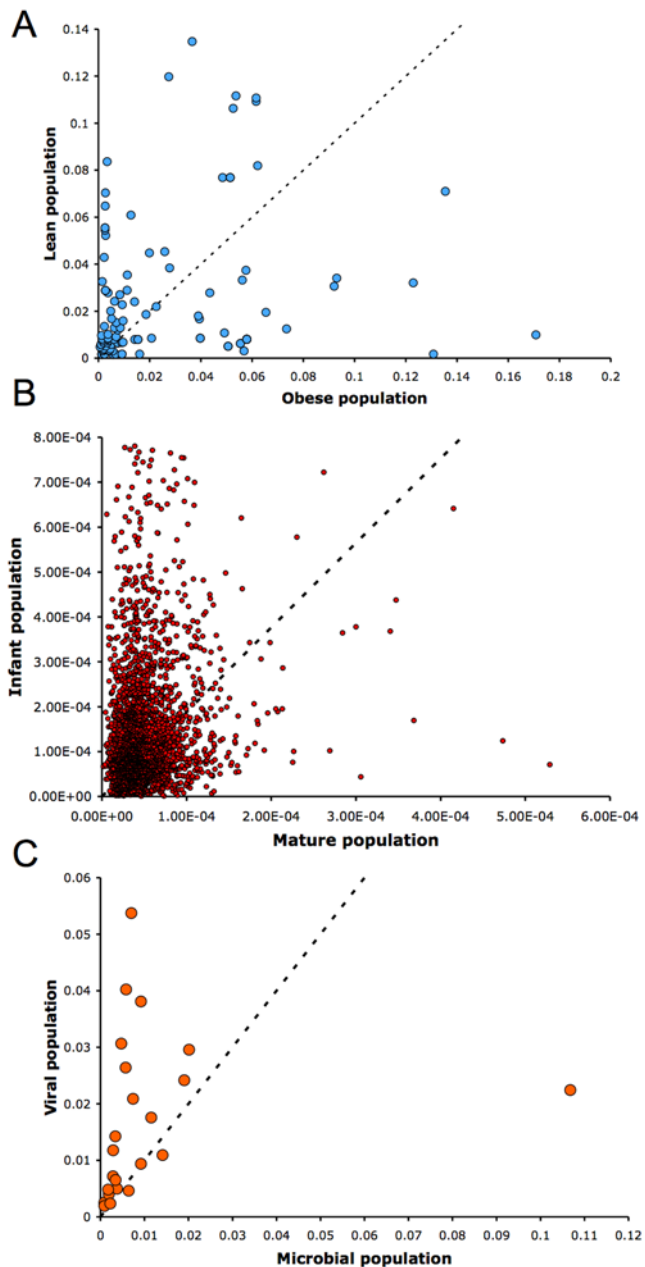 A
0.14
0.12
0.1
0.08
0.06
0.04
0.02
0
Lean population
0 0.02 0.04 0.06 0.08 0.1 0.12 0.14 0.16 0.18 0.2
Obese population
B
8.00E-04
7.00E-04
6.00E-04
5.00E-04
4.00E-04
3.00E-04
2.00E-04
1.00E-04
0.00E+00
Infant population
0.00E+00 1.00E-04 2.00E-04 3.00E-04 4.00E-04 5.00E-04 6.00E-04
Mature population
C
0.06
0.05
0.04
0.03
0.02
0.01
0
Viral population
0 0.01 0.02 0.03 0.04 0.05 0.06 0.07 0.08 0.09 0.1 0.11 0.12
Microbial population